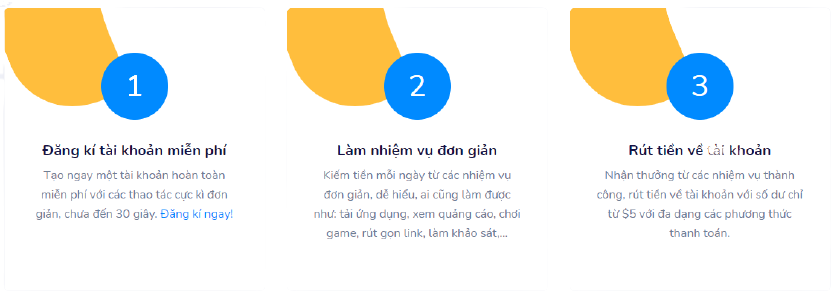 1
Đăng kí tài khoản miễn phí
Tạo ngay một tài khoản hoàn toàn
miễn phí với các thao tác cực kì đơn
giản, chưa đến 30 giây. Đăng kí ngay!
2
Làm nhiệm vụ đơn giản
Kiếm tiền mỗi ngày từ các nhiệm vụ
đơn giản, dễ hiểu, ai cũng làm được
như: tải ứng dụng, xem quảng cáo, chơi
game, rút gọn link, làm khảo sát,...
3
Rút tiền về tài khoản
Nhận thưởng từ các nhiệm vụ thành
công, rút tiền về tài khoản với số dư chỉ
từ $5 với đa dạng các phương thức
thanh toán.